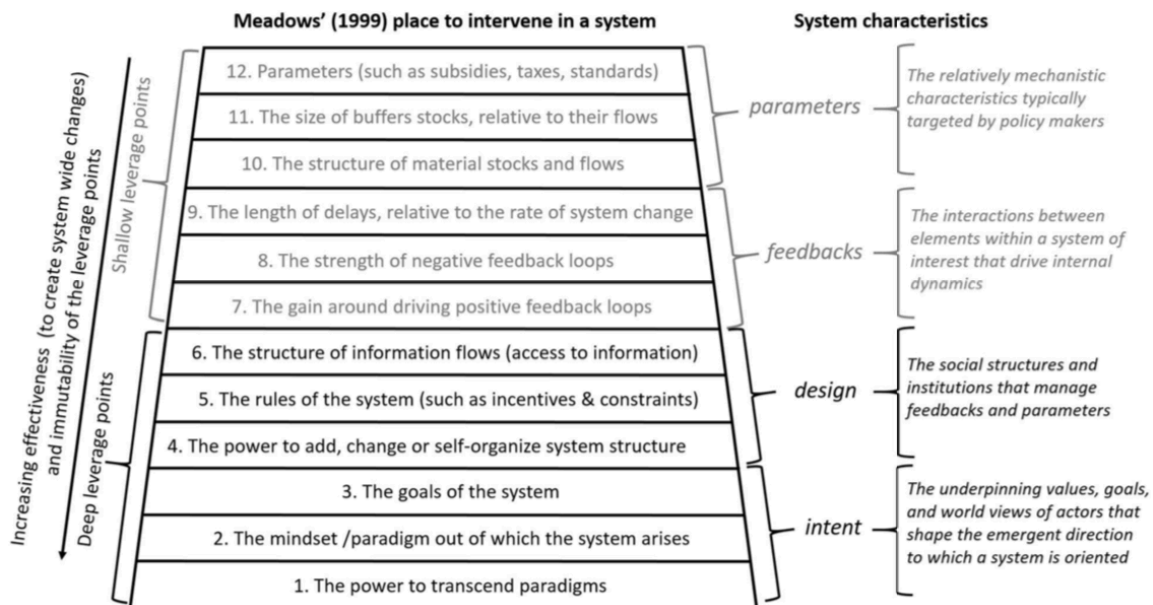 Meadows' (1999) place to intervene in a system
System characteristics
Increasing effectiveness (to create system wide changes)
and immutability of the leverage points
Shallow leverage points
Deep leverage points
12. Parameters (such as subsidies, taxes, standards)
11. The size of buffers stocks, relative to their flows
10. The structure of material stocks and flows
9. The length of delays, relative to the rate of system change
8. The strength of negative feedback loops
7. The gain around driving positive feedback loops
6. The structure of information flows (access to information)
5. The rules of the system (such as incentives & constraints)
4. The power to add, change or self-organize system structure
3. The goals of the system
2. The mindset /paradigm out of which the system arises
1. The power to transcend paradigms
parameters
The relatively mechanistic
characteristics typically
targeted by policy makers
feedbacks
The interactions between
elements within a system of
interest that drive internal
dynamics
design
The social structures and
institutions that manage
feedbacks and parameters
intent
The underpinning values, goals,
and world views of actors that
shape the emergent direction
to which a system is oriented